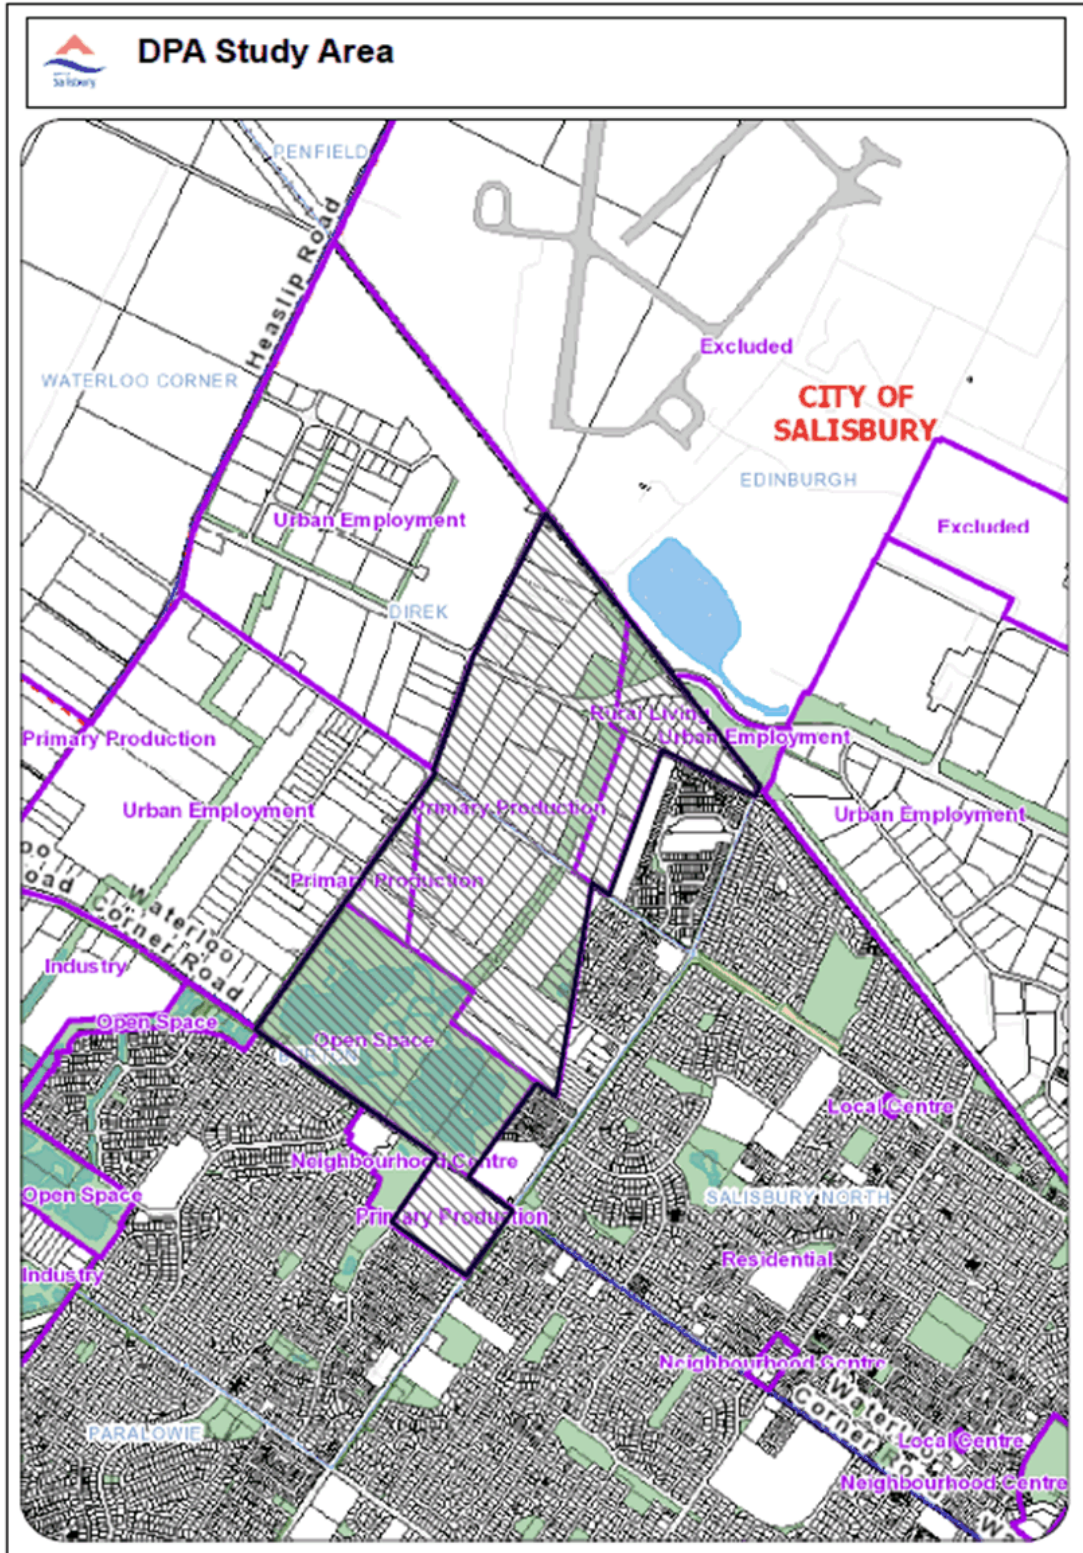 DPA Study Area
Salisbury
PENFIELD
Heaslip Road
Excluded
WATERLOO CORNER
CITY OF
SALISBURY
EDINBURGH
Urban Employment
Excluded
DIREK
Rural Living
Primary Production
Urban Employment
Urban Employment
Primary Production
Urban Employment
Primary Production
Road
Waterloo
Corner Road
Industry
Open Space
Open Space
BURTON
Local Centre
Neighbourhood Centre
Open Space
SALISBURY NORTH
Primary Production
Residential
Industry
Neighbourhood Centre
Waterloo
Corner Road
PARALOWIE
Local Centre
Neighbourhood Centre